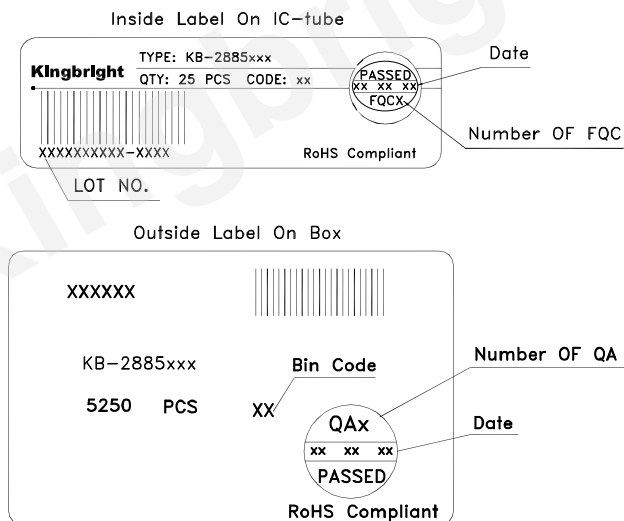 Inside Label On IC-tube
TYPE: KB-2885xxx
Kingbright
QTY: 25 PCS CODE: xx
PASSED
xx xx xx
FQCX
Date
Number OF FQC
XXXXXXXXXX-XXXX
RoHS Compliant
LOT NO.
Outside Label On Box
XXXXXX
KB-2885xxx
Bin Code
Number OF QA
5250 PCS
XX
QAx
Date
xx xx xx
PASSED
RoHS Compliant
Kingbright